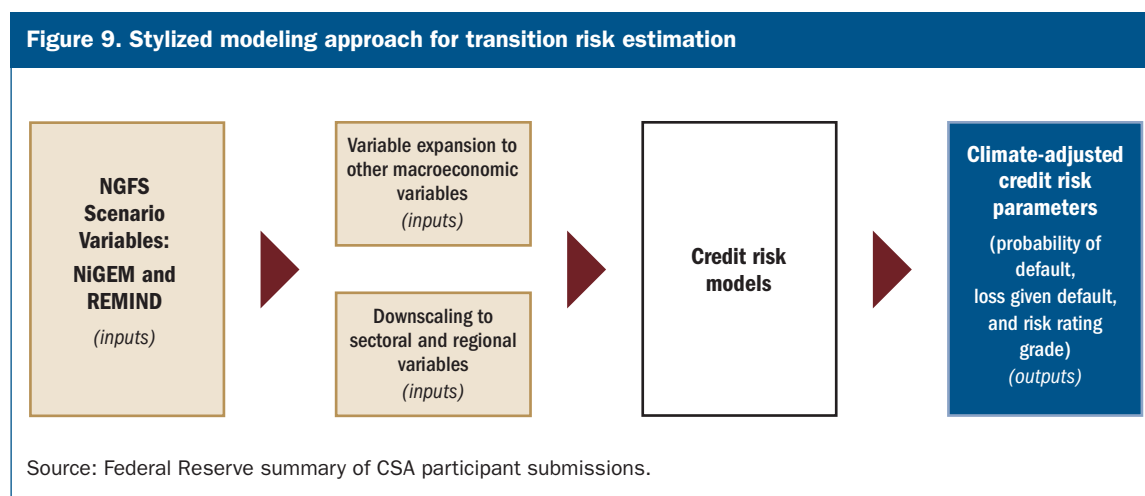 Figure 9. Stylized modeling approach for transition risk estimation
NGFS
Scenario
Variables:
NiGEM and
REMIND
(inputs)
Variable expansion to
other macroeconomic
variables
(inputs)
Downscaling to
sectoral and regional
variables
(inputs)
Credit risk
models
Climate-adjusted
credit risk
parameters
(probability of
default,
loss given default,
and risk rating
grade)
(outputs)
Source: Federal Reserve summary of CSA participant submissions.